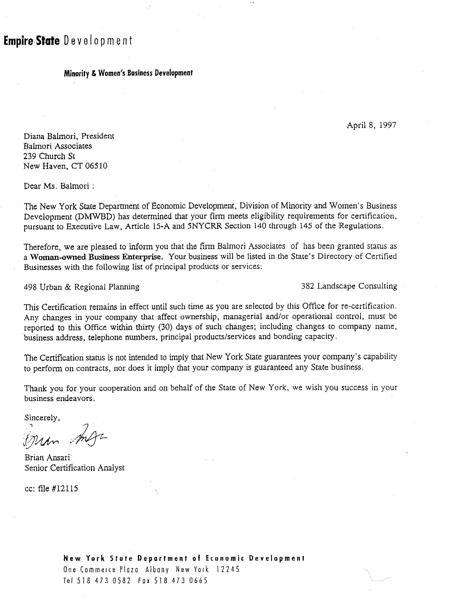 Empire State Development
Minority & Women's Business Development
April 8, 1997
Diana Balmori, President
Balmori Associates
239 Church St
New Haven, CT 06510
Dear Ms. Balmori :
The New York State Department of Economic Development, Division of Minority and Women's Business
Development (DMWBD) has determined that your firm meets eligibility requirements for certification,
pursuant to Executive Law, Article 15-A and 5NYCRR Section 140 through 145 of the Regulations.
Therefore, we are pleased to inform you that the firm Balmori Associates of has been granted status as
a Woman-owned Business Enterprise. Your business will be listed in the State's Directory of Certified
Businesses with the following list of principal products or services:
498 Urban & Regional Planning 382 Landscape Consulting
This Certification remains in effect until such time as you are selected by this Office for re-certification.
Any changes in your company that affect ownership, managerial and/or operational control, must be
reported to this Office within thirty (30) days of such changes; including changes to company name,
business address, telephone numbers, principal products/services and bonding capacity.
The Certification status is not intended to imply that New York State guarantees your company's capability
to perform on contracts, nor does it imply that your company is guaranteed any State business.
Thank you for your cooperation and on behalf of the State of New York, we wish you success in your
business endeavors.
Sincerely,
Brian Ansari
Brian Ansari
Senior Certification Analyst
cc: file #12115
New York State Department of Economic Development
One Commerce Plaza Albany New York 12245
Tel 518 473 0582 Fax 518 473 0665